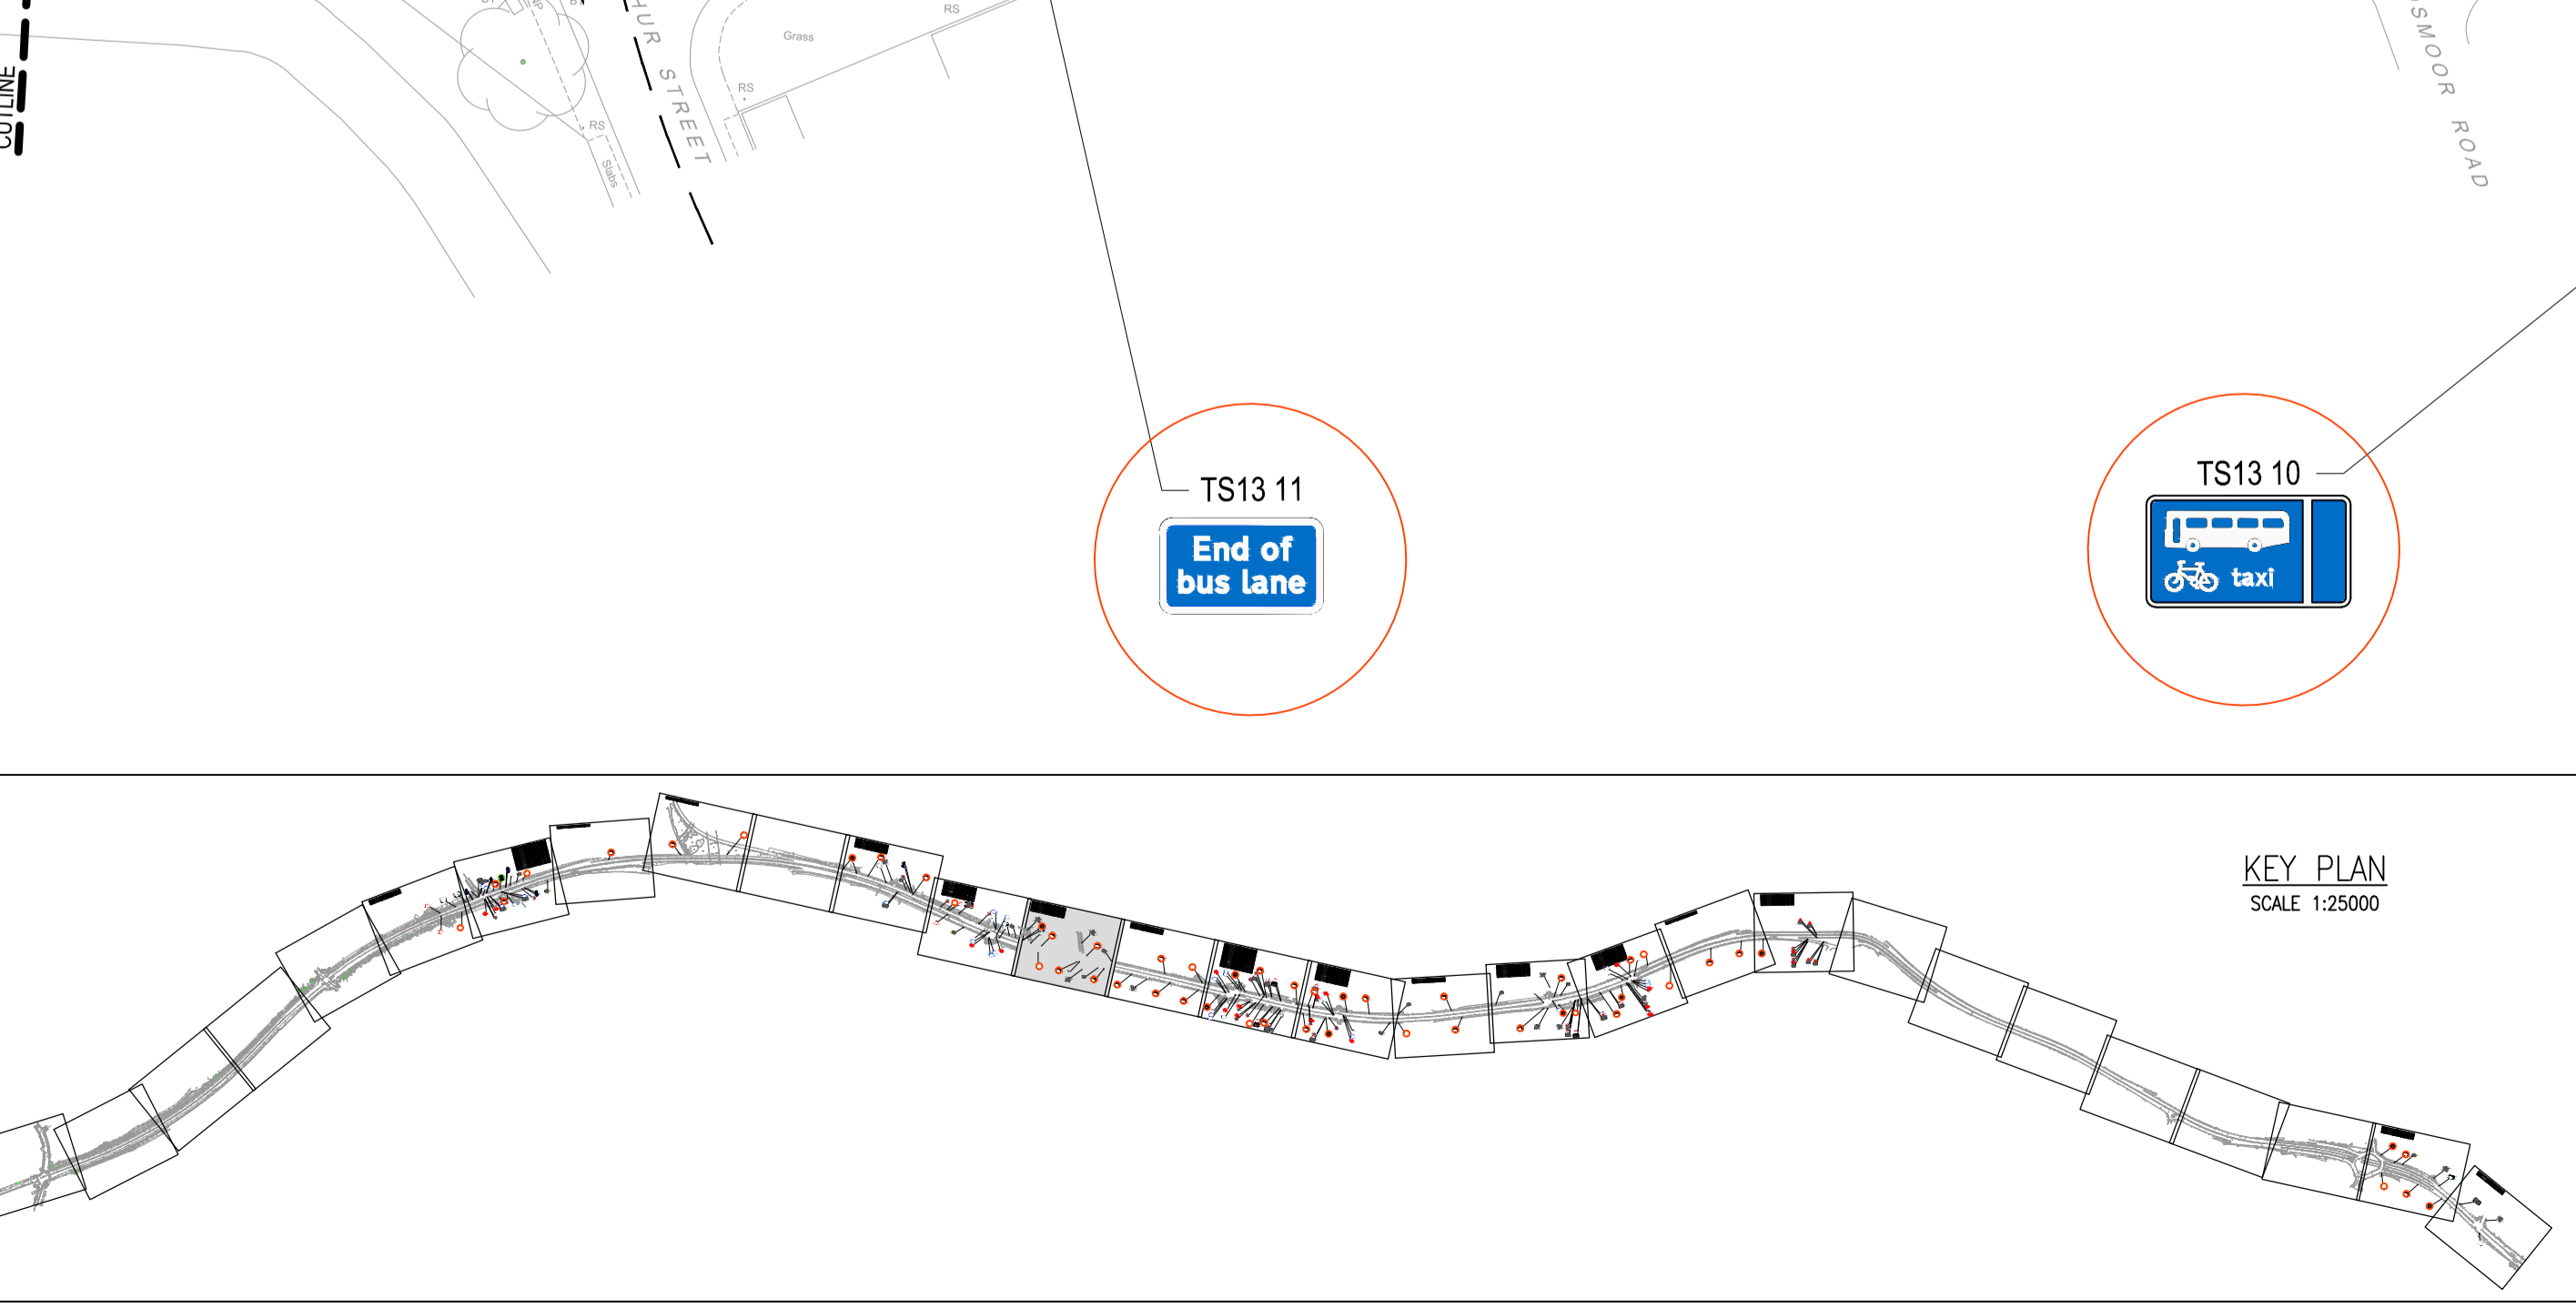 CUTLINE
RS
Slabs
HUR STREET
RS
Grass
RS
SMOOR ROAD
TS13 11
End of
bus lane
TS13 10
taxi
KEY PLAN
SCALE 1:25000